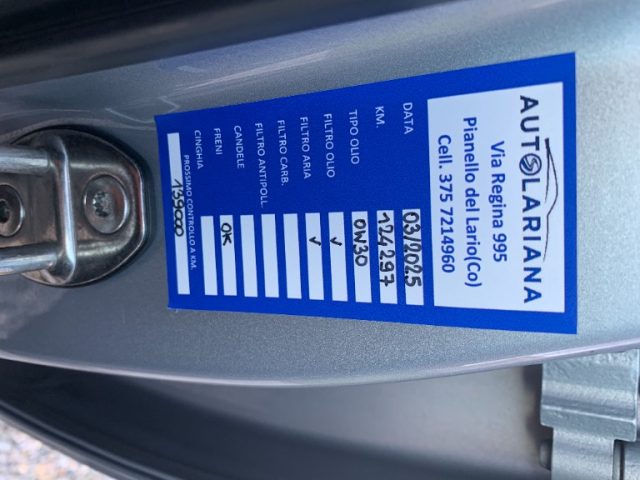 AUTOLARIANA
Via Regina 995
Pianello del Lario(Co)
Cell. 375 7214960
DATA 03/2025
KM. 124297
TIPO OLIO 0W30
FILTRO OLIO ✓
FILTRO ARIA ✓
FILTRO CARB.
FILTRO ANTIPOLL.
CANDELE
FRENI OK
CINGHIA
PROSSIMO CONTROLLO A KM.